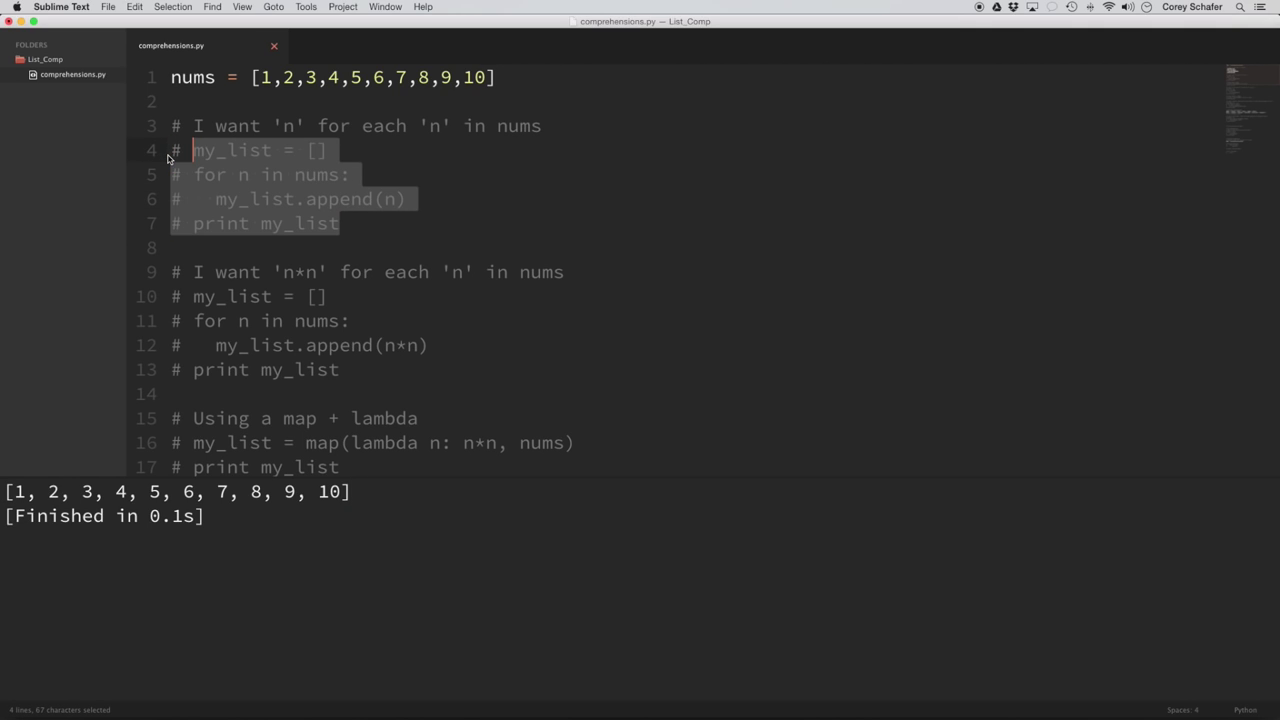 Sublime Text File Edit Selection Find View Goto Tools Project Window Help Corey Schafer
comprehensions.py — List_Comp
FOLDERS
List_Comp
comprehensions.py
comprehensions.py
1 nums = [1,2,3,4,5,6,7,8,9,10]
2
3 # I want 'n' for each 'n' in nums
4 # my_list = []
5 # for n in nums:
6 #   my_list.append(n)
7 # print my_list
8
9 # I want 'n*n' for each 'n' in nums
10 # my_list = []
11 # for n in nums:
12 #   my_list.append(n*n)
13 # print my_list
14
15 # Using a map + lambda
16 # my_list = map(lambda n: n*n, nums)
17 # print my_list
[1, 2, 3, 4, 5, 6, 7, 8, 9, 10]
[Finished in 0.1s]
4 lines, 67 characters selected Spaces: 4 Python